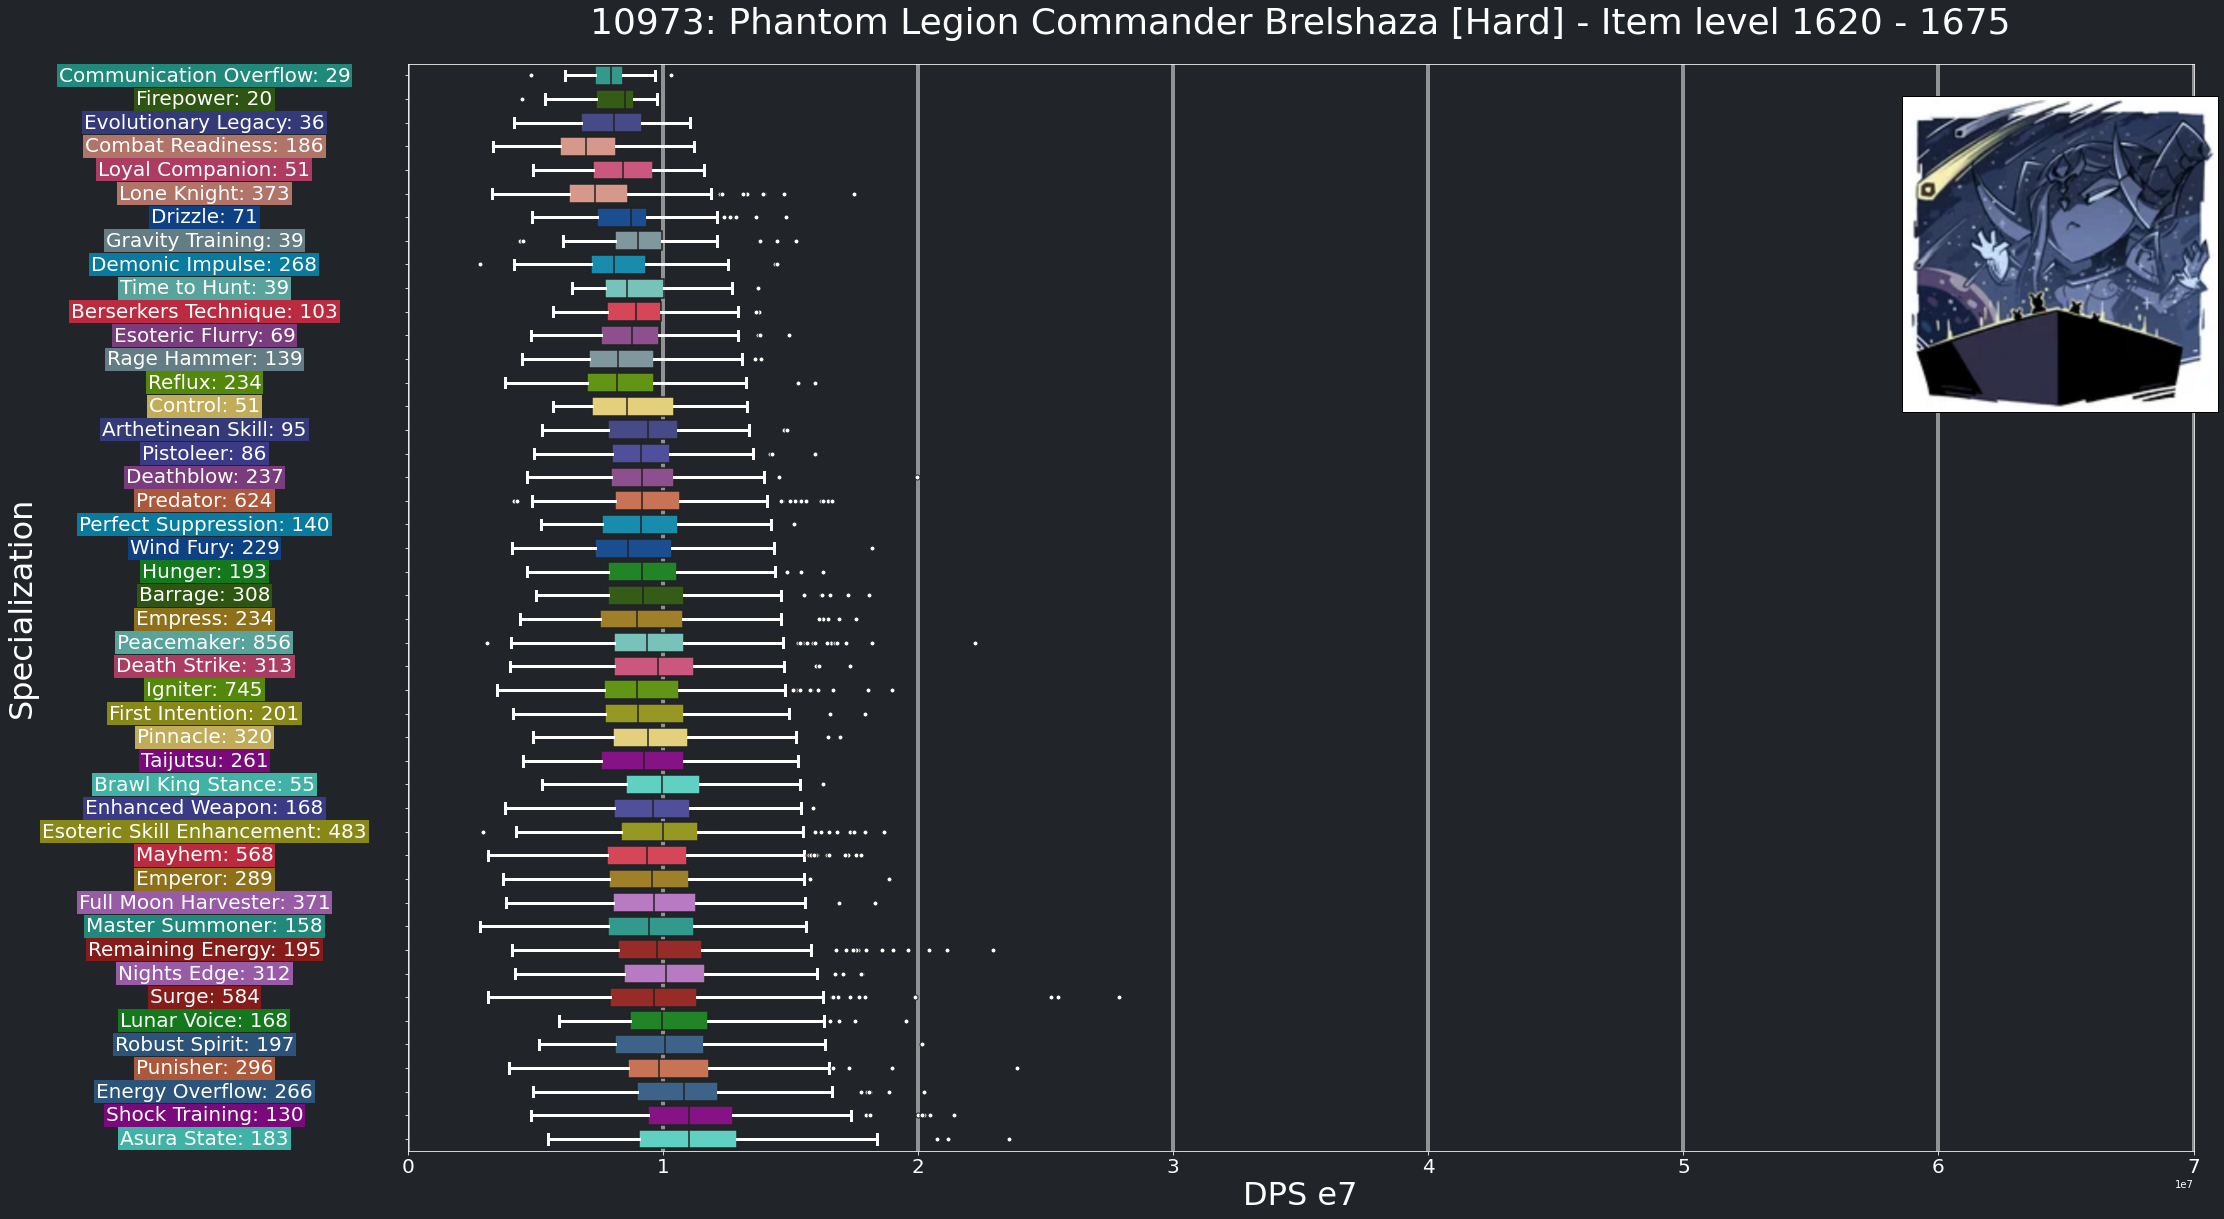 10973: Phantom Legion Commander Brelshaza [Hard] - Item level 1620 - 1675
Specialization
Communication Overflow: 29
Firepower: 20
Evolutionary Legacy: 36
Combat Readiness: 186
Loyal Companion: 51
Lone Knight: 373
Drizzle: 71
Gravity Training: 39
Demonic Impulse: 268
Time to Hunt: 39
Berserkers Technique: 103
Esoteric Flurry: 69
Rage Hammer: 139
Reflux: 234
Control: 51
Arthetinean Skill: 95
Pistoleer: 86
Deathblow: 237
Predator: 624
Perfect Suppression: 140
Wind Fury: 229
Hunger: 193
Barrage: 308
Empress: 234
Peacemaker: 856
Death Strike: 313
Igniter: 745
First Intention: 201
Pinnacle: 320
Taijutsu: 261
Brawl King Stance: 55
Enhanced Weapon: 168
Esoteric Skill Enhancement: 483
Mayhem: 568
Emperor: 289
Full Moon Harvester: 371
Master Summoner: 158
Remaining Energy: 195
Nights Edge: 312
Surge: 584
Lunar Voice: 168
Robust Spirit: 197
Punisher: 296
Energy Overflow: 266
Shock Training: 130
Asura State: 183
0 1 2 3 4 5 6 7
1e7
DPS e7